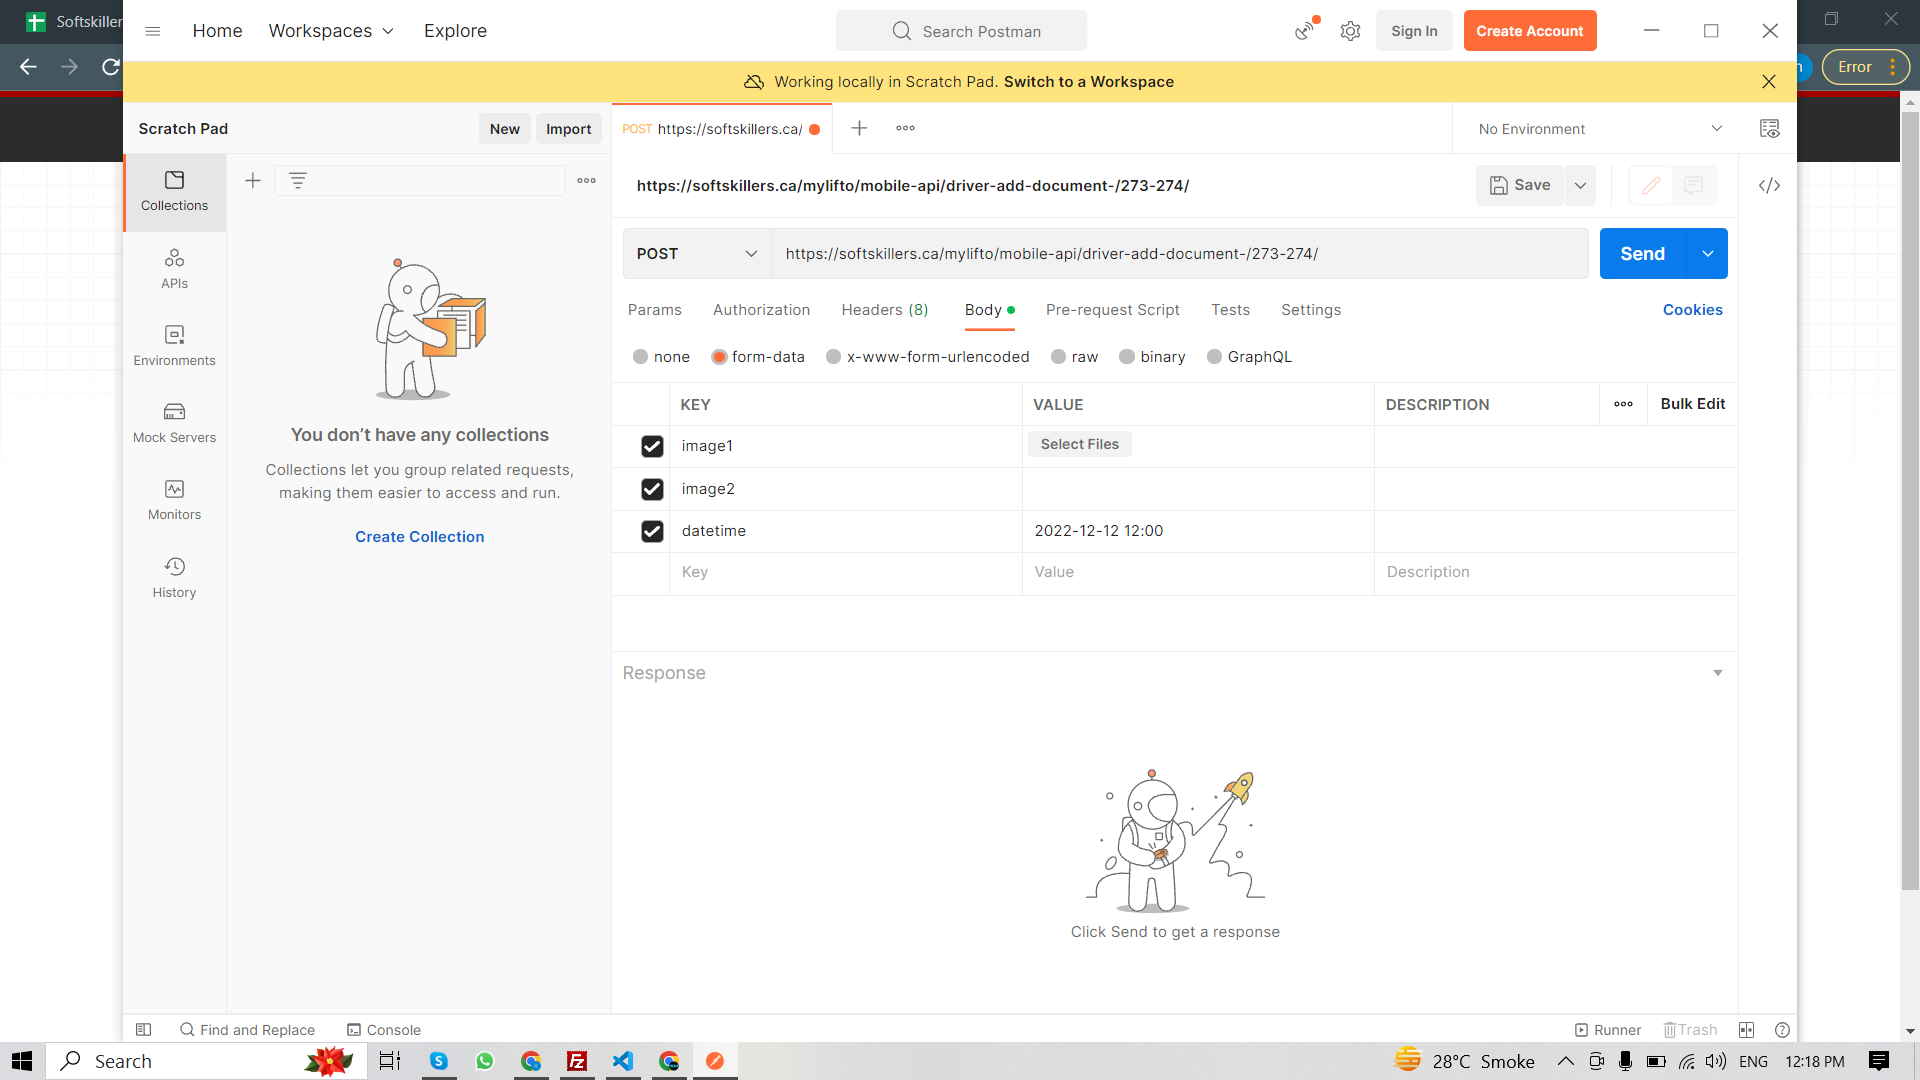 Softskiller
Home Workspaces Explore
Search Postman
Sign In Create Account
Error
Working locally in Scratch Pad. Switch to a Workspace
Scratch Pad New Import
POST https://softskillers.ca/
No Environment
https://softskillers.ca/mylifto/mobile-api/driver-add-document-/273-274/
Save
Collections
POST https://softskillers.ca/mylifto/mobile-api/driver-add-document-/273-274/ Send
APIs
Params Authorization Headers (8) Body Pre-request Script Tests Settings Cookies
Environments
none form-data x-www-form-urlencoded raw binary GraphQL
KEY VALUE DESCRIPTION Bulk Edit
Mock Servers
You don't have any collections
image1 Select Files
Collections let you group related requests,
making them easier to access and run.
image2
Monitors
Create Collection
datetime 2022-12-12 12:00
Key Value Description
History
Response
Click Send to get a response
Find and Replace Console Runner Trash
Search
28°C Smoke
ENG 12:18 PM